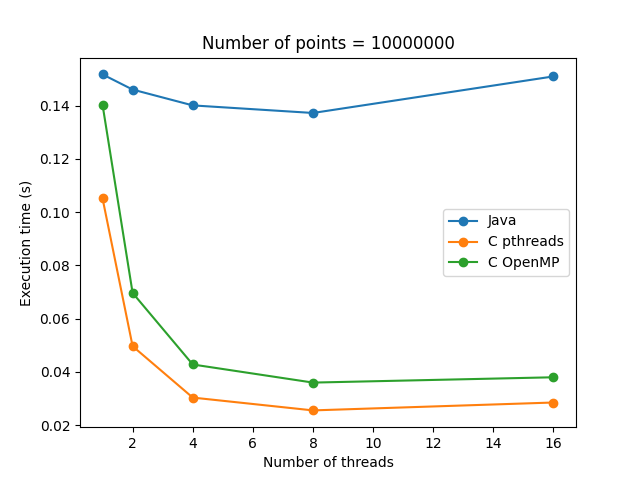 Number of points = 10000000
Execution time (s)
0.14
0.12
0.10
0.08
0.06
0.04
0.02
Java
C pthreads
C OpenMP
2 4 6 8 10 12 14 16
Number of threads